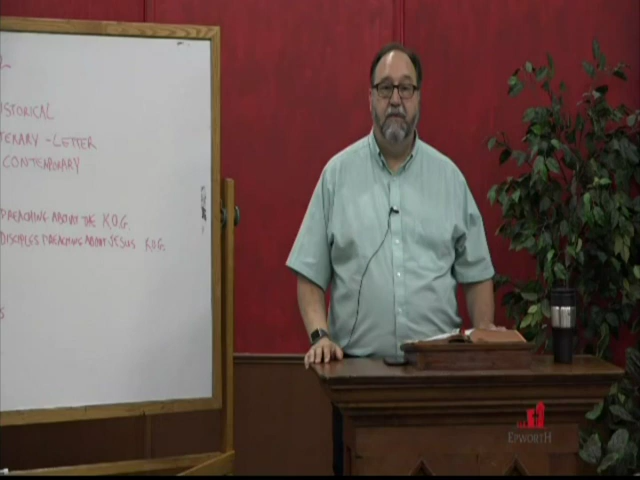 HISTORICAL
LITERARY - LETTER
CONTEMPORARY
PREACHING ABOUT THE K.O.G.
DISCIPLES PREACHING ABOUT JESUS K.O.G.
S
EPWORTH